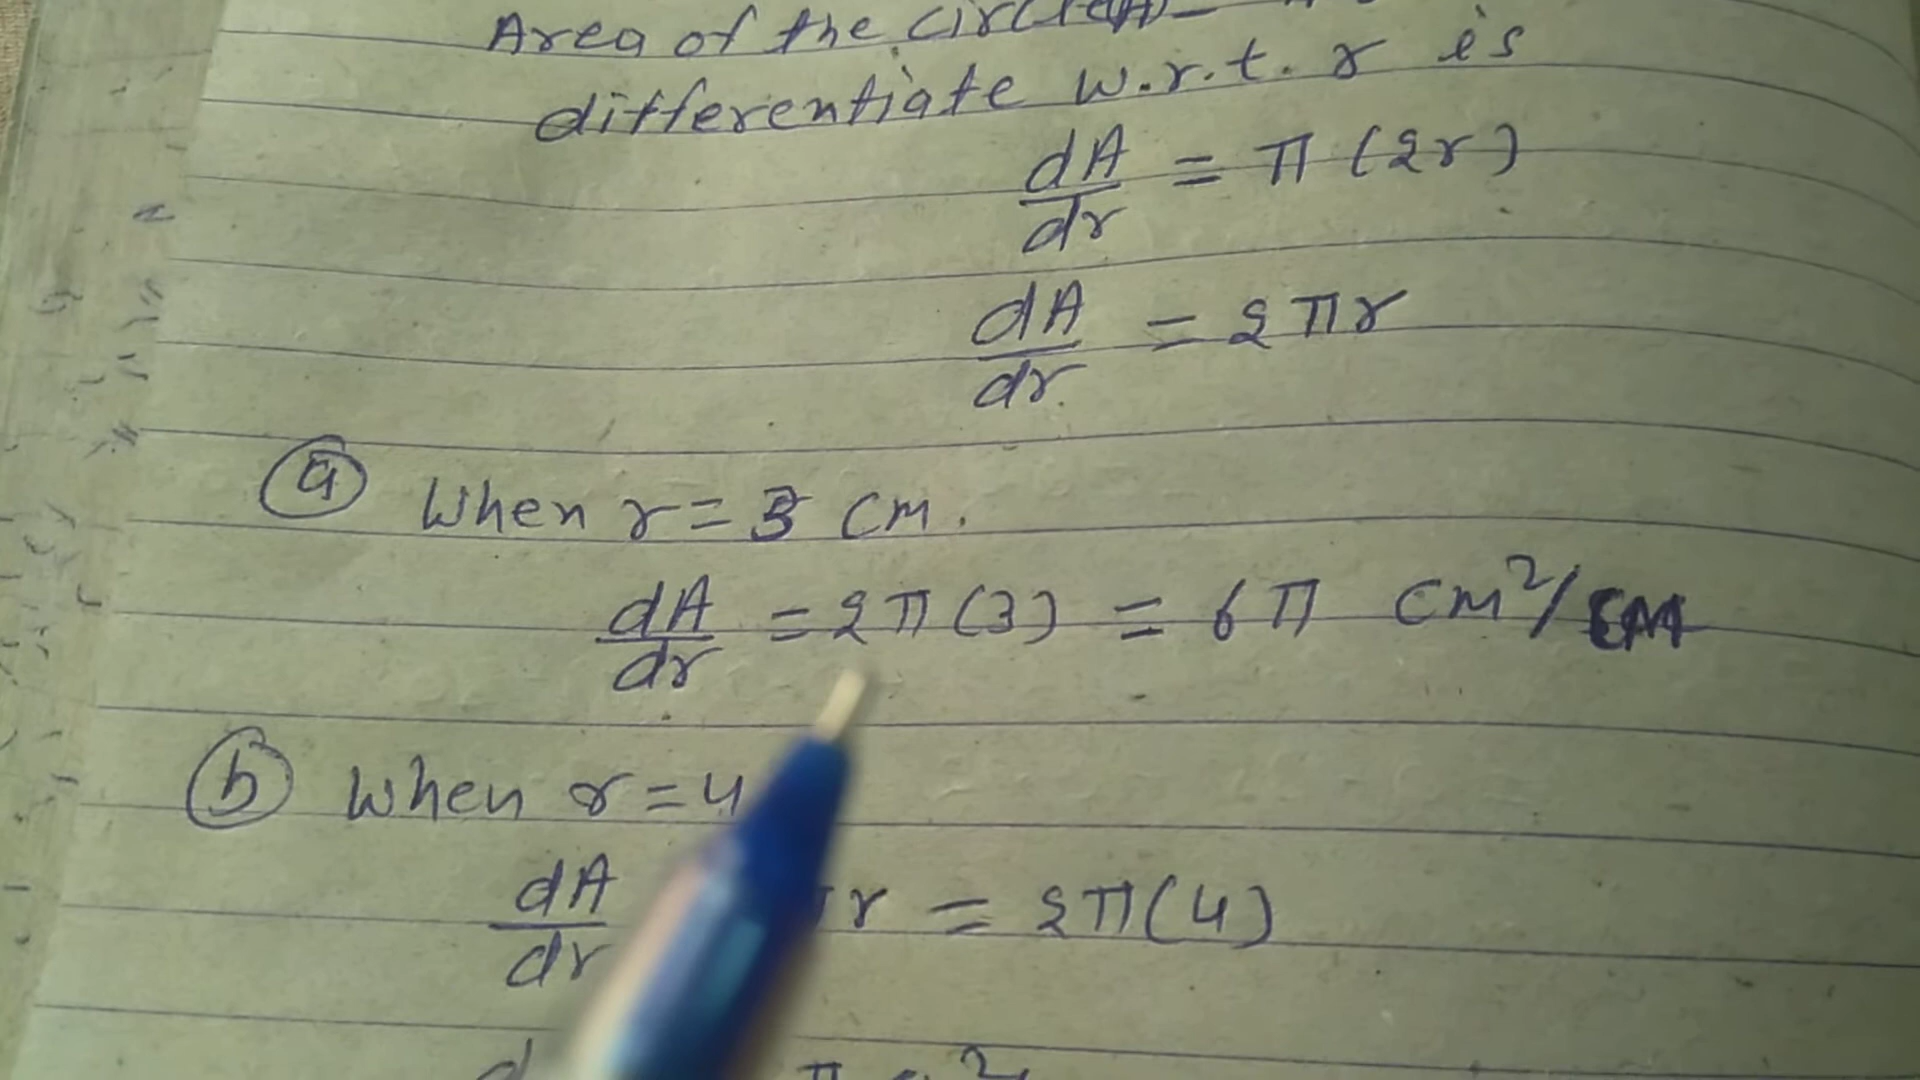 Area of the circle(A) =
differentiate w.r.t. r is
dA/dr = π (2r)
dA/dr = 2πr
(a) When r = 3 cm.
dA/dr = 2π (3) = 6π cm²/cm
(b) When r = 4
dA/dr r = 2π(4)